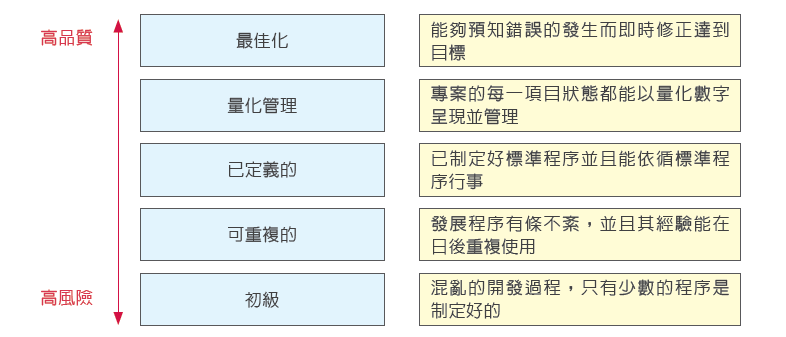 高品質
最佳化
能夠預知錯誤的發生而即時修正達到
目標
量化管理
專案的每一項目狀態都能以量化數字
呈現並管理
已定義的
已制定好標準程序並且能依循標準程
序行事
可重複的
發展程序有條不紊，並且其經驗能在
日後重複使用
高風險
初級
混亂的開發過程，只有少數的程序是
制定好的